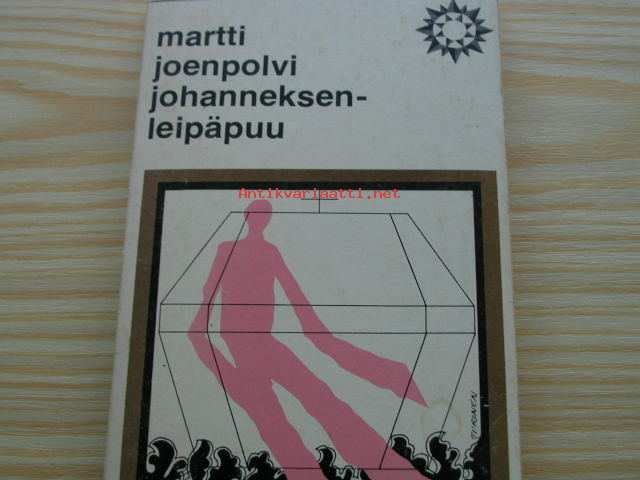 martti
joenpolvi
johanneksen-
leipäpuu
Antikvariaatti.net